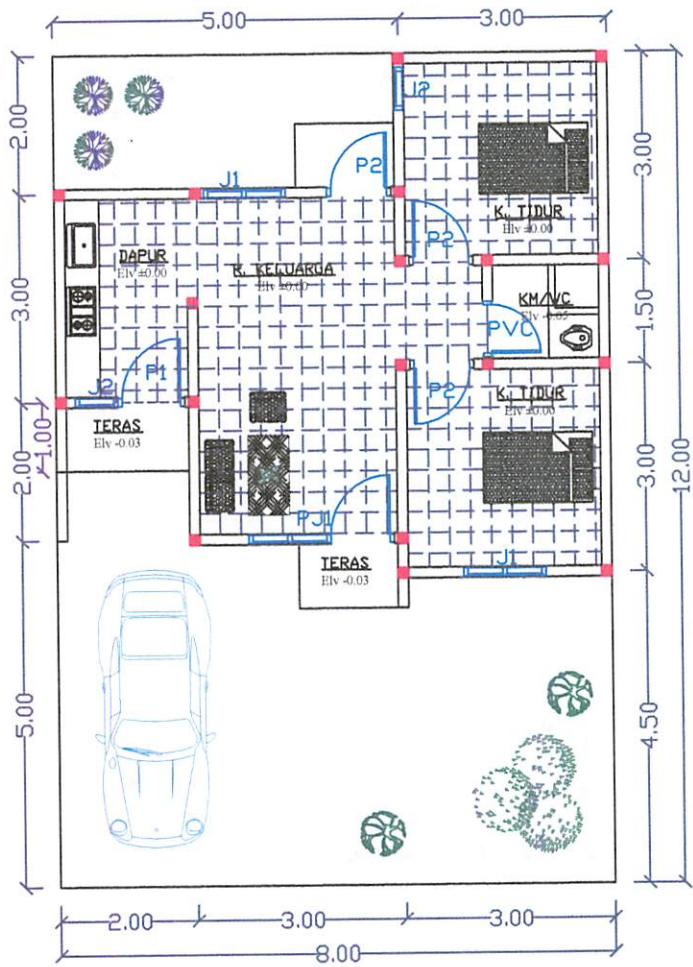 5.00
3.00
2.00
J2
P2
J1
P2
K. TIDUR
Elv ±0.00
3.00
DAPUR
Elv ±0.00
R. KELUARGA
Elv ±0.00
KM/WC
Elv -0.05
3.00
1.50
PVC
P1
J2
P2
K. TIDUR
Elv ±0.00
TERAS
Elv -0.03
1.00
2.00
3.00
12.00
PJ1
TERAS
Elv -0.03
J1
5.00
4.50
2.00
3.00
3.00
8.00